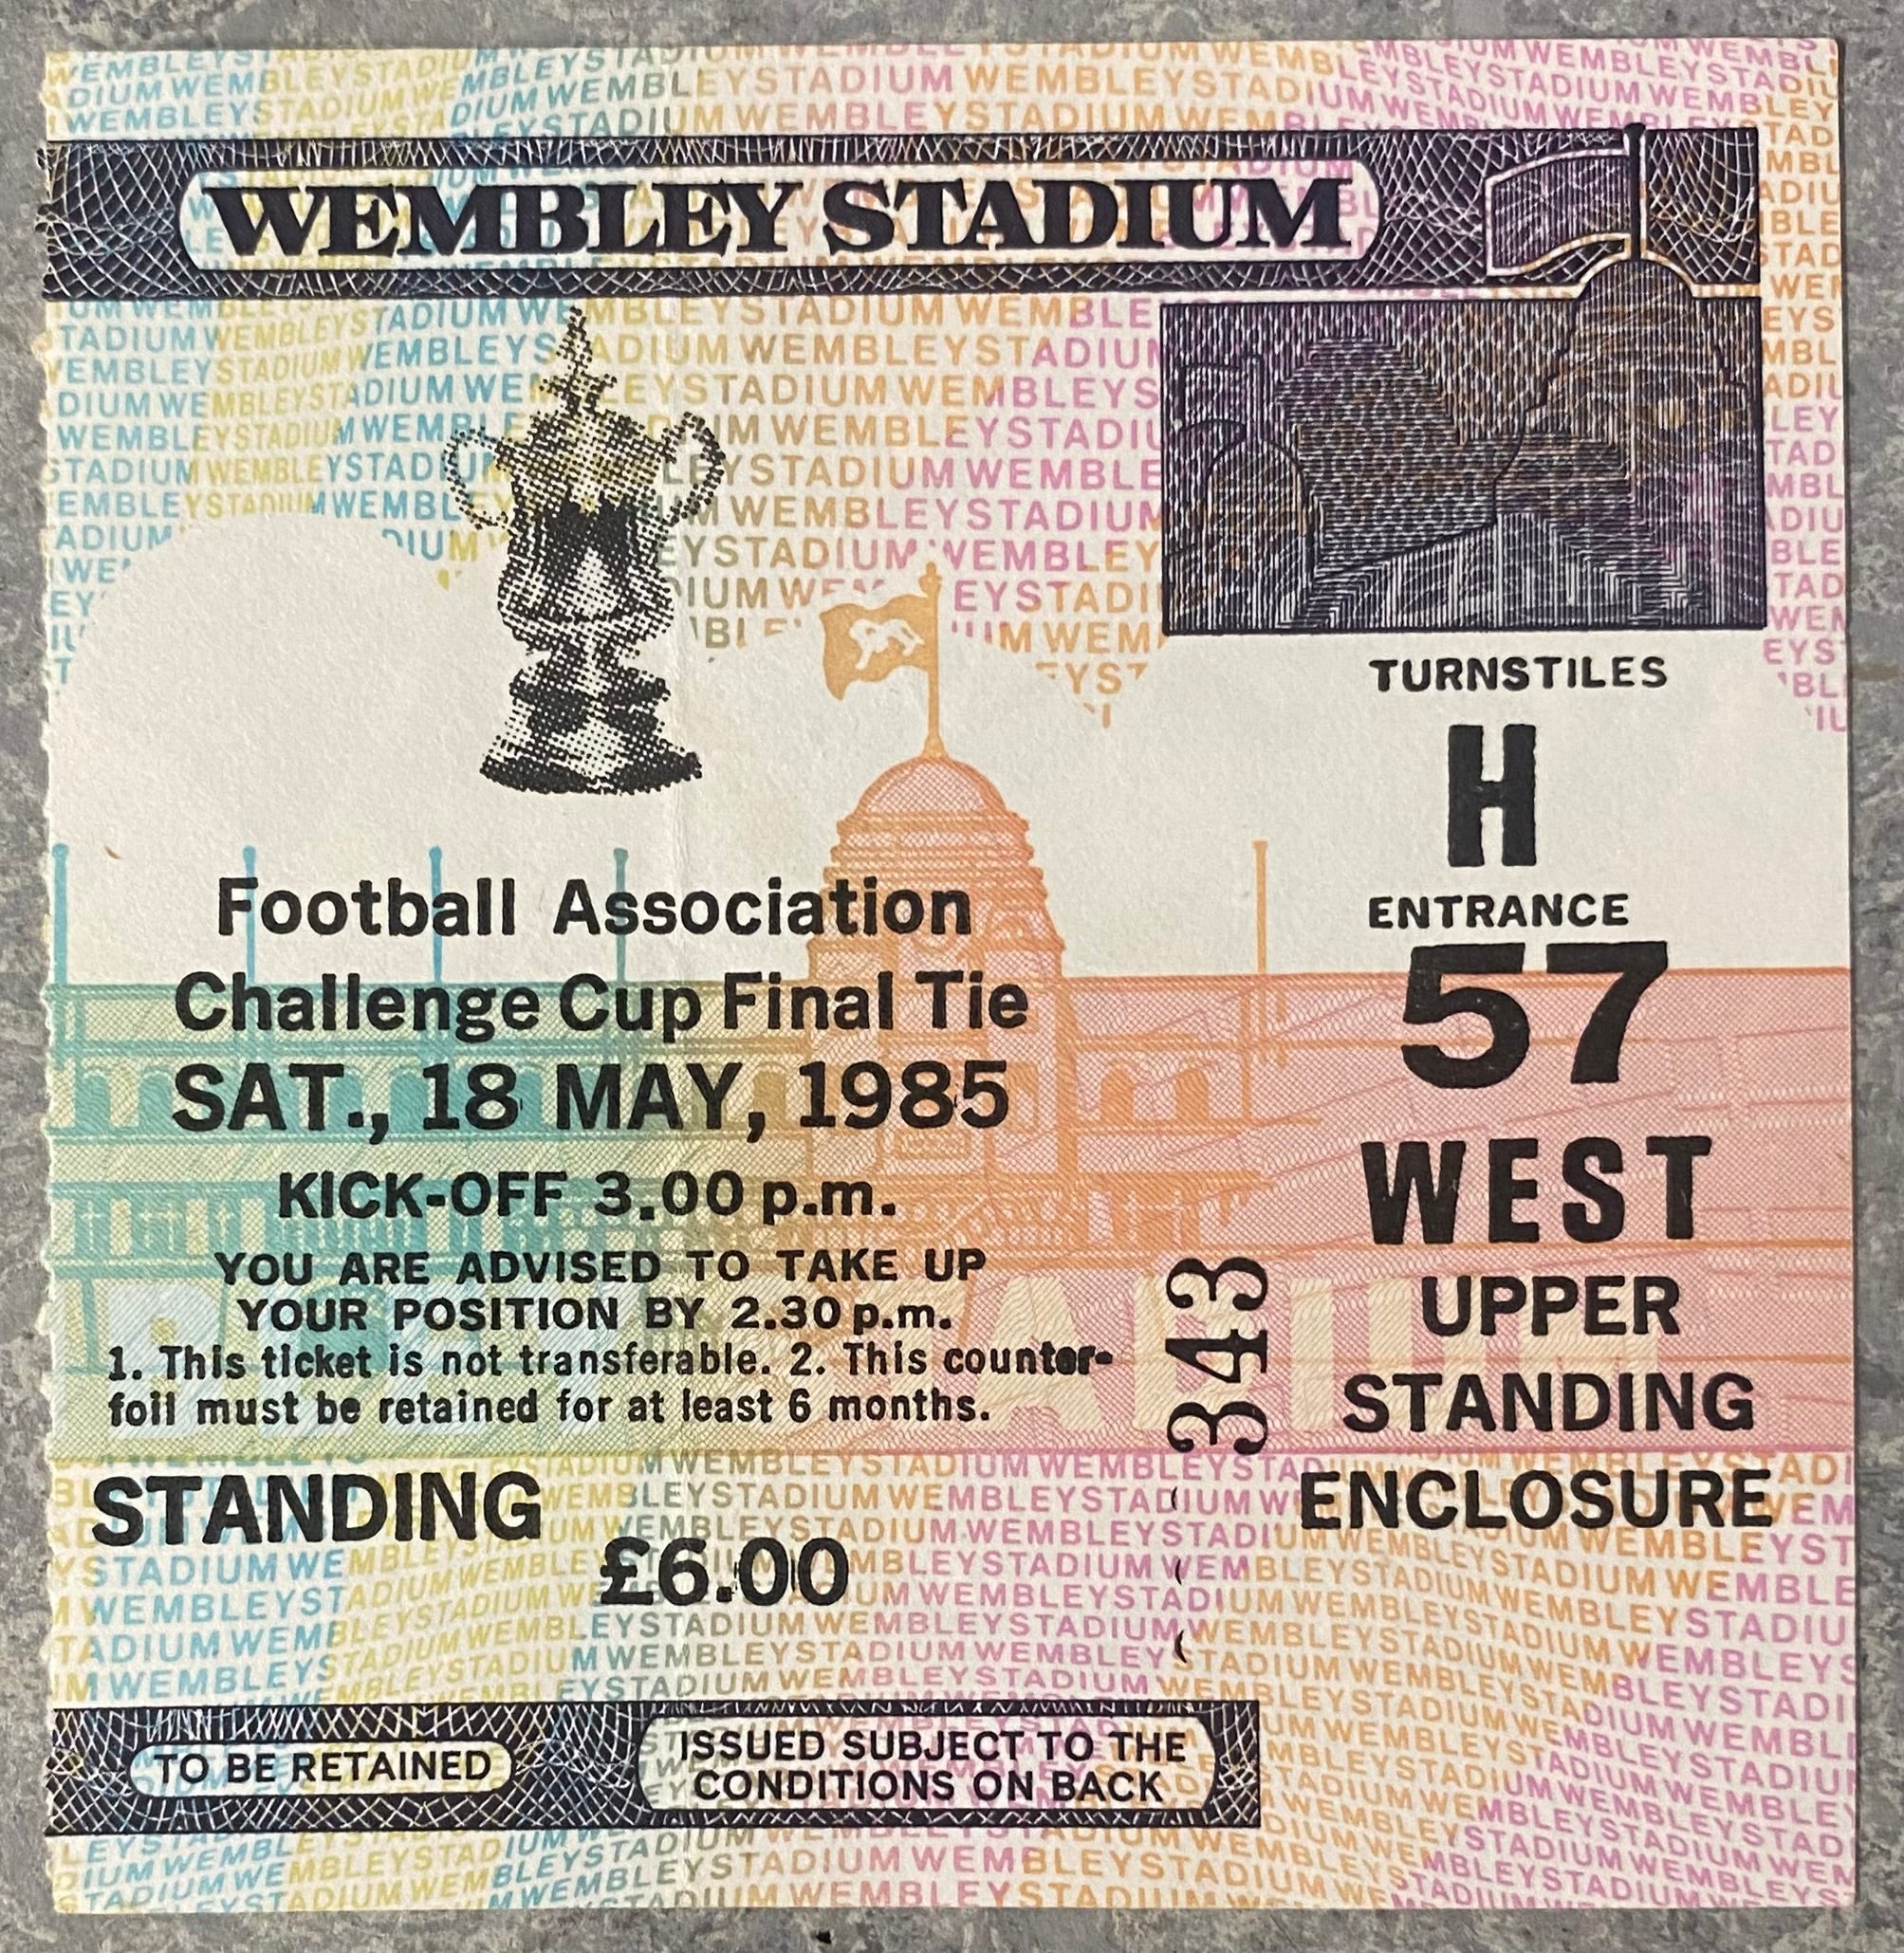 WEMBLEY STADIUM
TURNSTILES
H
ENTRANCE
57
WEST
UPPER
STANDING
ENCLOSURE
Football Association
Challenge Cup Final Tie
SAT., 18 MAY, 1985
KICK-OFF 3.00 p.m.
YOU ARE ADVISED TO TAKE UP
YOUR POSITION BY 2.30 p.m.
1. This ticket is not transferable. 2. This counter-
foil must be retained for at least 6 months.
343
STANDING
£6.00
TO BE RETAINED
ISSUED SUBJECT TO THE
CONDITIONS ON BACK